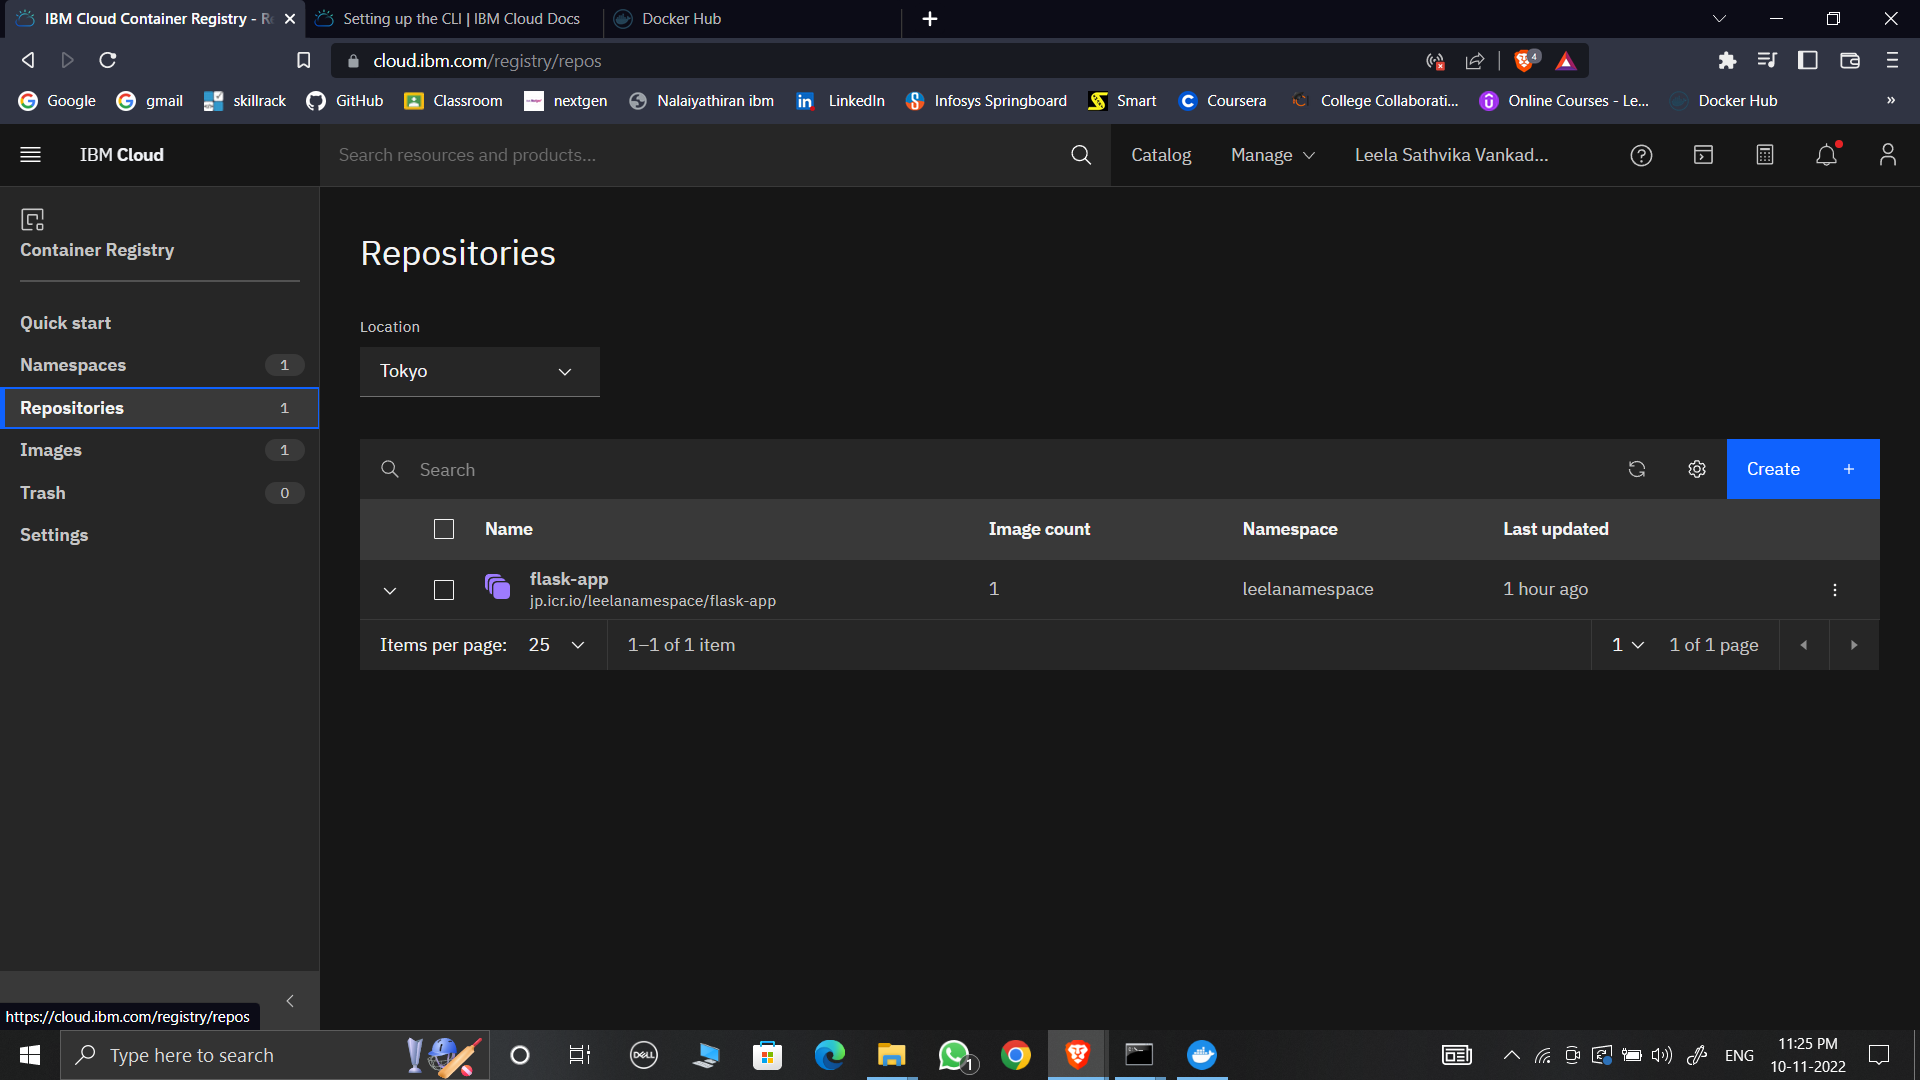 IBM Cloud Container Registry - Re
Setting up the CLI | IBM Cloud Docs
Docker Hub
cloud.ibm.com/registry/repos
4
Google
gmail
skillrack
GitHub
Classroom
nextgen
Nalaiyathiran ibm
LinkedIn
Infosys Springboard
Smart
Coursera
College Collaborati...
Online Courses - Le...
Docker Hub
»
IBM Cloud
Search resources and products...
Catalog
Manage
Leela Sathvika Vankad...
Container Registry
Quick start
Namespaces 1
Repositories 1
Images 1
Trash 0
Settings
Repositories
Location
Tokyo
Search
Create +
Name Image count Namespace Last updated
flask-app
jp.icr.io/leelanamespace/flask-app
1 leelanamespace 1 hour ago
Items per page: 25 1–1 of 1 item 1 1 of 1 page
https://cloud.ibm.com/registry/repos
Type here to search
DELL
1
ENG
11:25 PM
10-11-2022